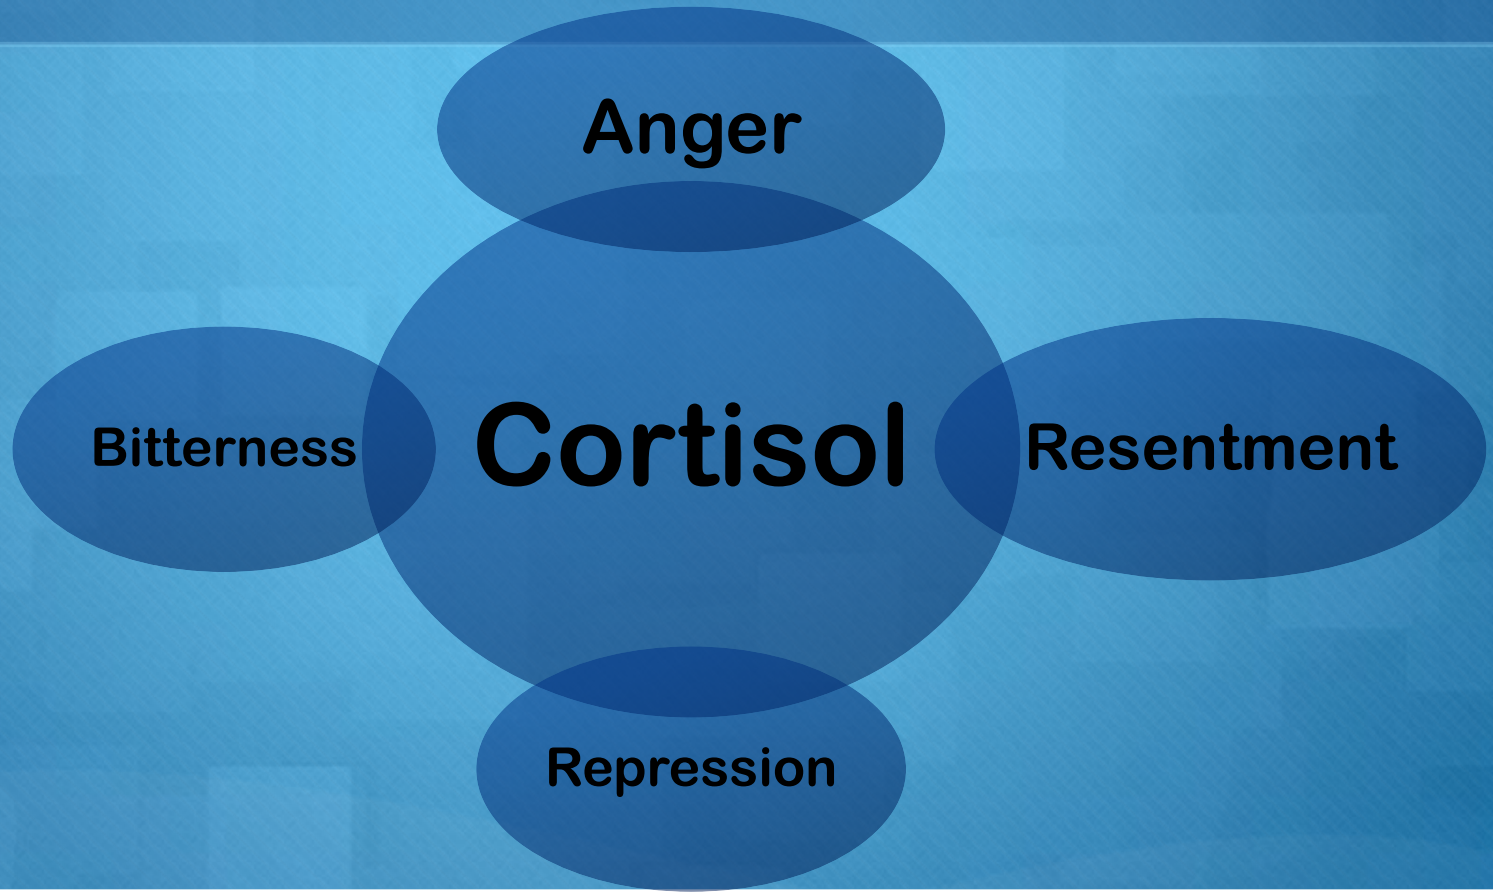 Anger
Bitterness
Cortisol
Resentment
Repression